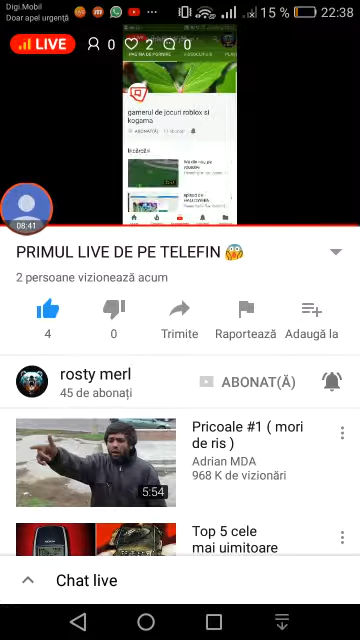 Digi.Mobil
Doar apel urgență
15 % 22:38
LIVE 0 2 0
gamerul de jocuri roblox si
kogama
ABONAT(Ă)
Încărcări
08:41
PRIMUL LIVE DE PE TELEFIN 😱
2 persoane vizionează acum
4 0 Trimite Raportează Adaugă la
rosty merl
45 de abonați
ABONAT(Ă)
Pricoale #1 ( mori
de ris )
Adrian MDA
968 K de vizionări
5:54
Top 5 cele
mai uimitoare
Chat live